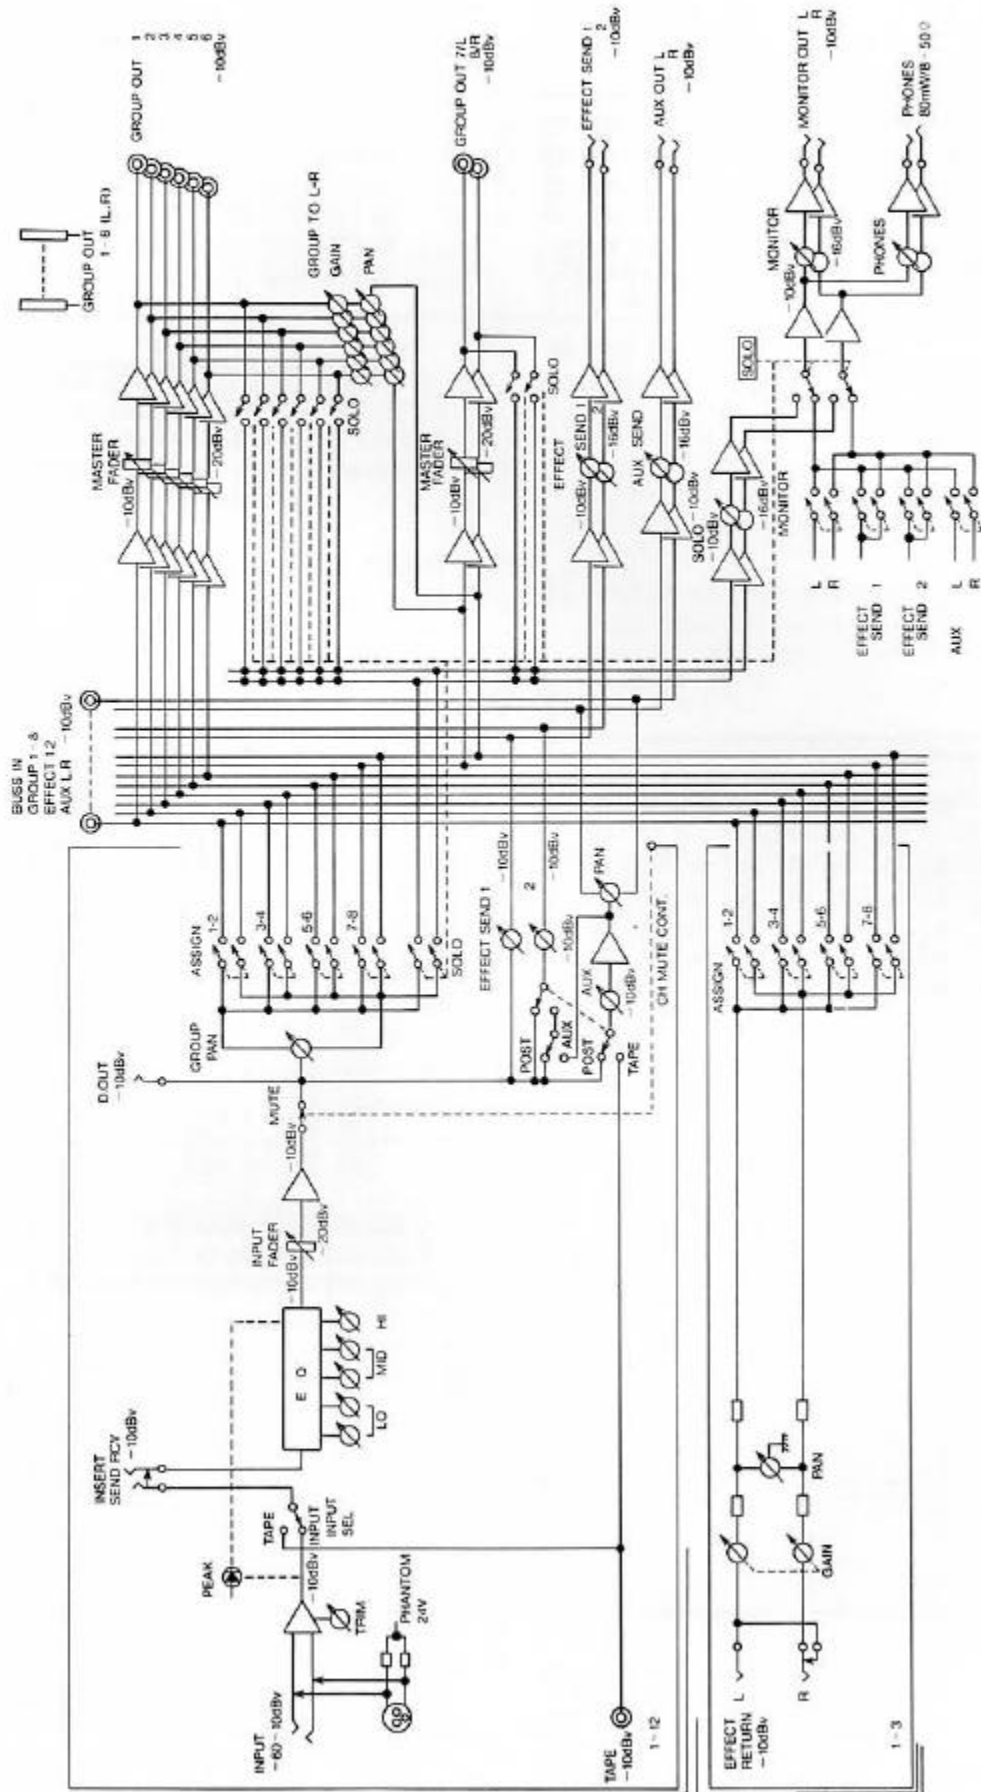 INPUT
-60~-10dBv
PHANTOM
24V
TRIM
-10dBv
PEAK
TAPE
INPUT
INPUT
SEL
INSERT
SEND RCV
-10dBv
E Q
LO
MID
HI
INPUT
FADER
-10dBv
-20dBv
-10dBv
MUTE
D.OUT
-10dBv
GROUP
PAN
ASSIGN
1-2
3-4
5-6
7-8
SOLO
EFFECT SEND 1
-10dBv
2
-10dBv
POST
AUX
POST
TAPE
AUX
-10dBv
-10dBv
PAN
CH MUTE CONT.
TAPE
-10dBv
1~12
EFFECT
RETURN
-10dBv
L
R
GAIN
PAN
ASSIGN
1-2
3-4
5-6
7-8
1~3
BUSS IN
GROUP 1~8
EFFECT 1.2
AUX L.R
-10dBv
MASTER
FADER
-10dBv
-20dBv
GROUP OUT
1~8 (L.R)
GROUP OUT
1
2
3
4
5
6
-10dBv
SOLO
GROUP TO L-R
GAIN
PAN
MASTER
FADER
-10dBv
-20dBv
GROUP OUT 7/L
8/R
-10dBv
SOLO
EFFECT SEND 1
2
-10dBv
-16dBv
EFFECT SEND 1
2
-10dBv
AUX SEND
-10dBv
-16dBv
AUX OUT L
R
-10dBv
SOLO
-10dBv
-16dBv
MONITOR
L
R
EFFECT
SEND 1
EFFECT
SEND 2
AUX
L
R
SOLO
MONITOR
-10dBv
-16dBv
PHONES
MONITOR OUT L
R
-10dBv
PHONES
80mW/8~50Ω